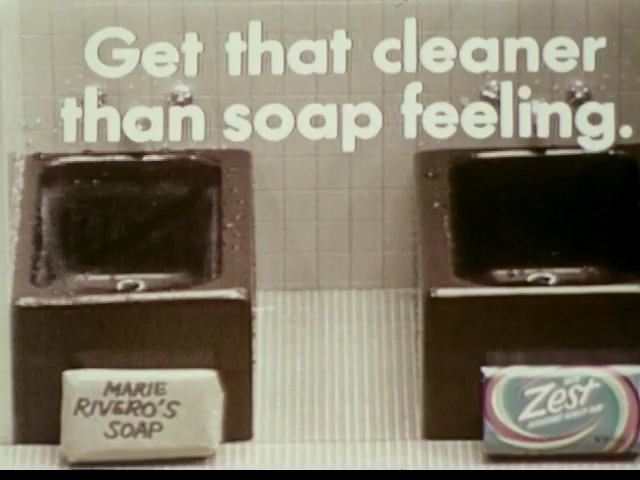 Get that cleaner
than soap feeling.
MARIE
RIVERO'S
SOAP
Zest